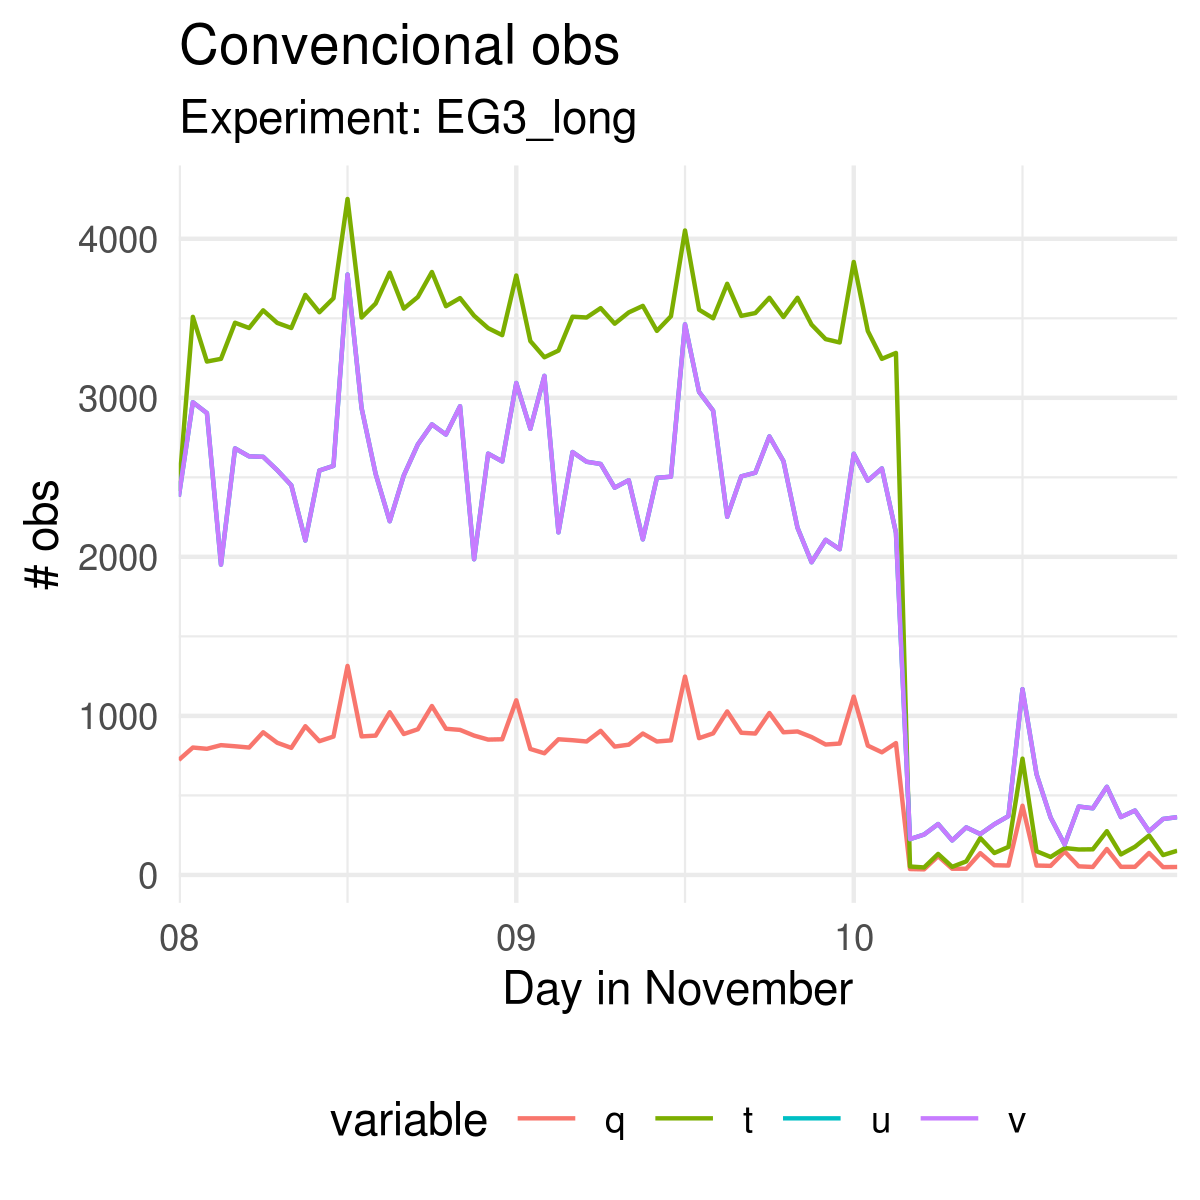 Convencional obs
Experiment: EG3_long
# obs
4000
3000
2000
1000
0
08 09 10
Day in November
variable q t u v